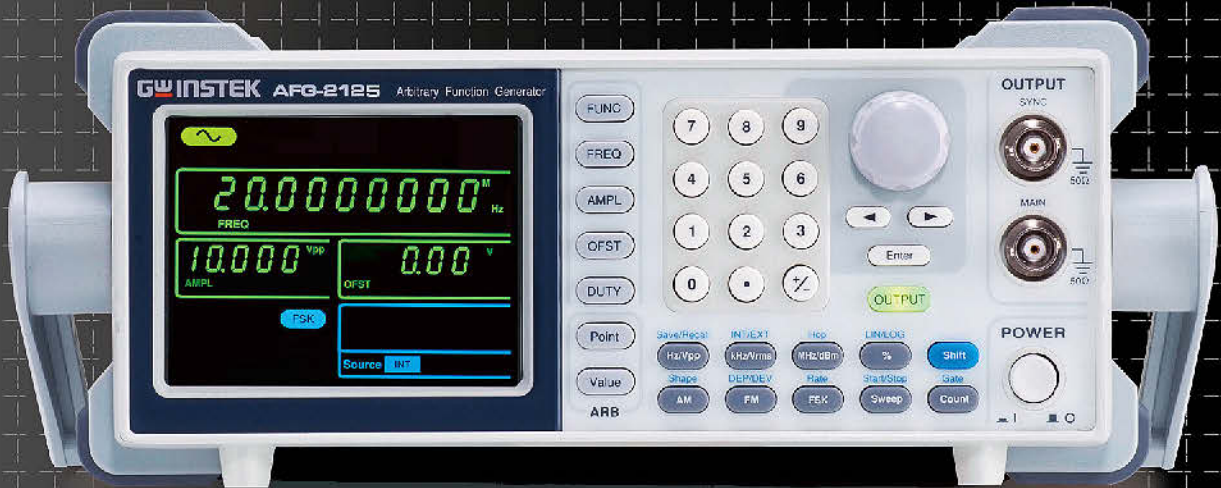 GW INSTEK AFG-2125 Arbitrary Function Generator
20.0000000 M Hz
FREQ
10.000 Vpp
AMPL
0.00 V
OFST
FSK
Source INT
FUNC
FREQ
AMPL
OFST
DUTY
Point
Value
ARB
7 8 9
4 5 6
1 2 3
0 . +/-
◄ ►
Enter
OUTPUT
Save/Recal INT/EXT Hop LIN/LOG
Hz/Vpp kHz/Vrms MHz/dBm % Shift
Shape DEP/DEV Rate Start/Stop Gate
AM FM FSK Sweep Count
OUTPUT
SYNC
50Ω
MAIN
50Ω
POWER
I O